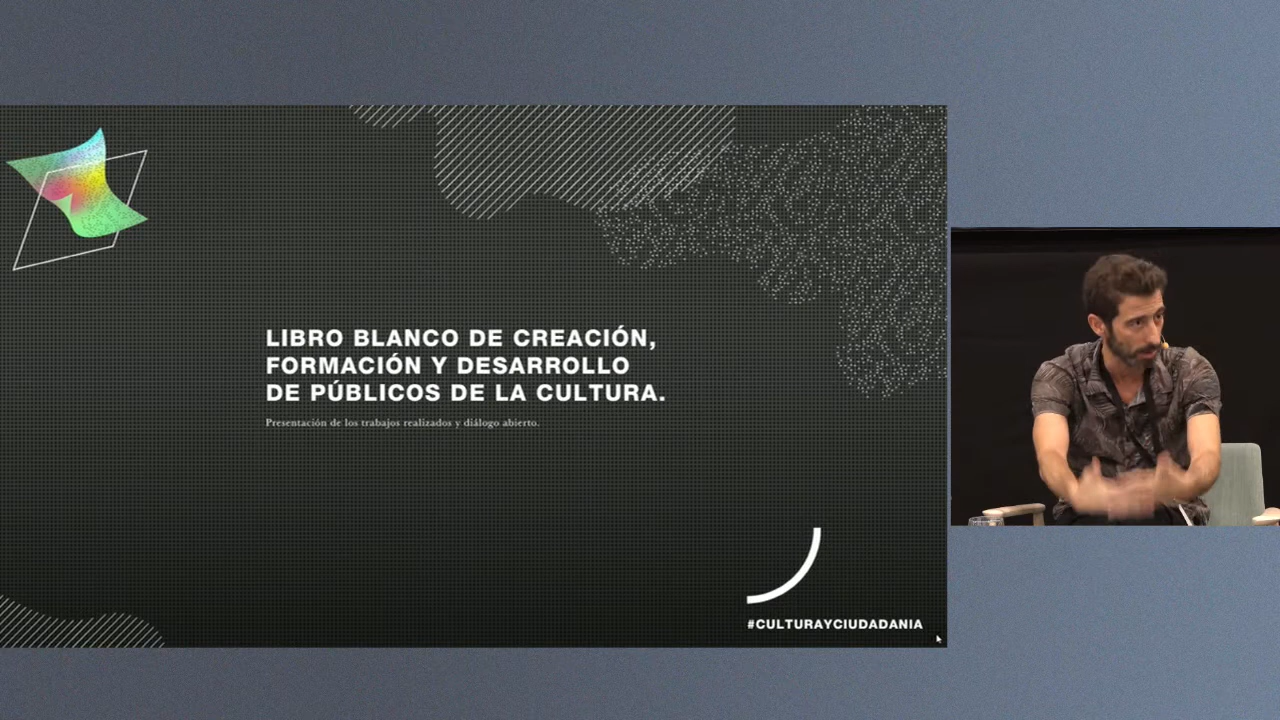 LIBRO BLANCO DE CREACIÓN,
FORMACIÓN Y DESARROLLO
DE PÚBLICOS DE LA CULTURA.
Presentación de los trabajos realizados y diálogo abierto.
#CULTURAYCIUDADANIA